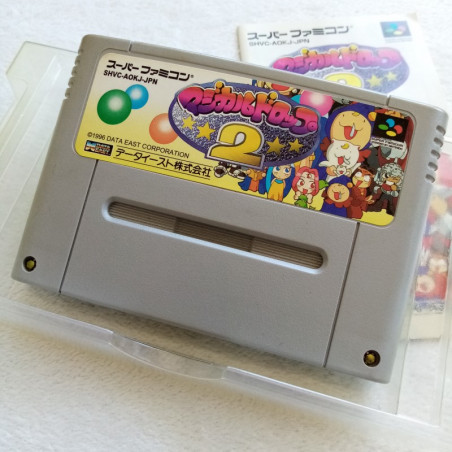 スーパーファミコン
SHVC-AOKJ-JPN
マジカルドロップ
2
©1996 DATA EAST CORPORATION
データイースト株式会社
スーパーファミコン
SHVC-AOKJ-JPN